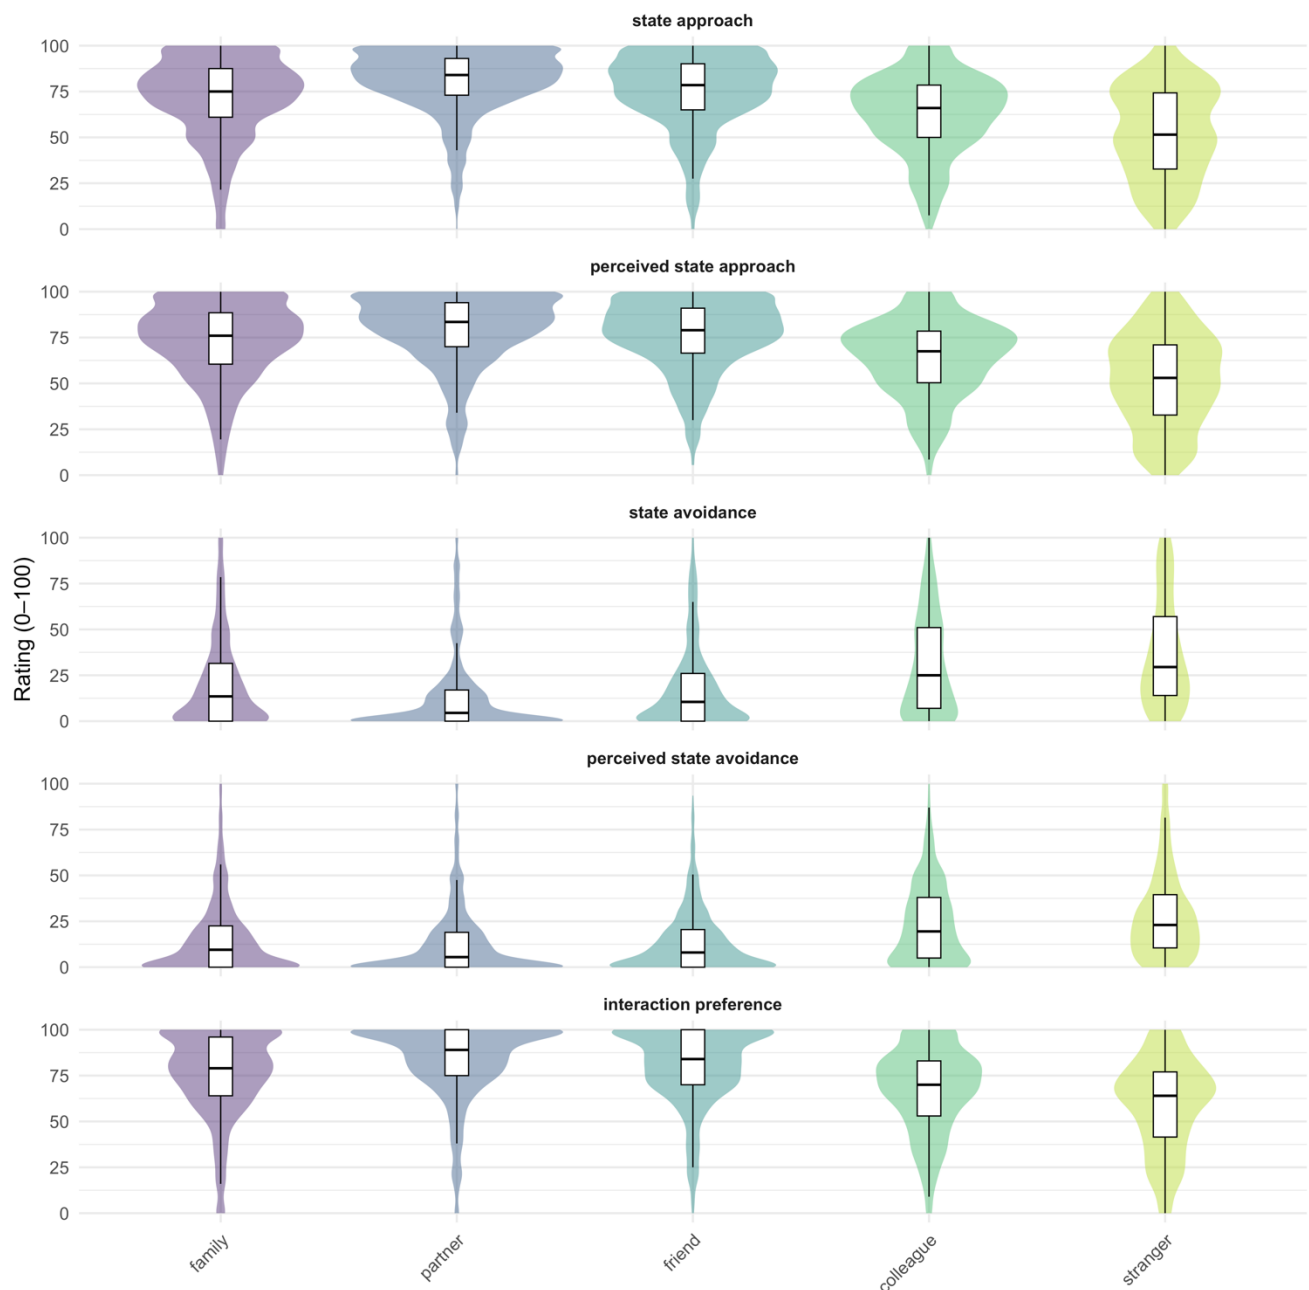 state approach
100
75
50
25
0
perceived state approach
100
75
50
25
0
state avoidance
100
75
50
25
0
Rating (0–100)
perceived state avoidance
100
75
50
25
0
interaction preference
100
75
50
25
0
family
partner
friend
colleague
stranger